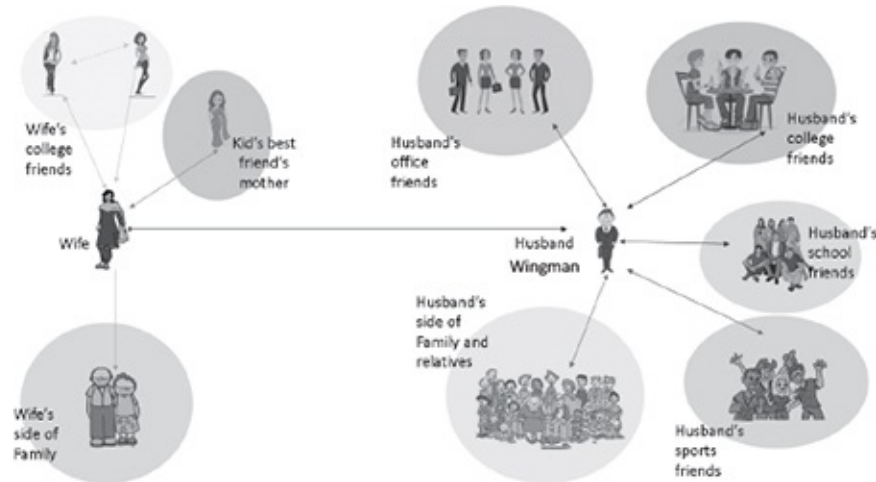 Wife's
college
friends
Kid's best
friend's
mother
Husband's
office
friends
Husband's
college
friends
Wife
Husband
Wingman
Husband's
school
friends
Husband's
side of
Family and
relatives
Wife's
side of
Family
Husband's
sports
friends